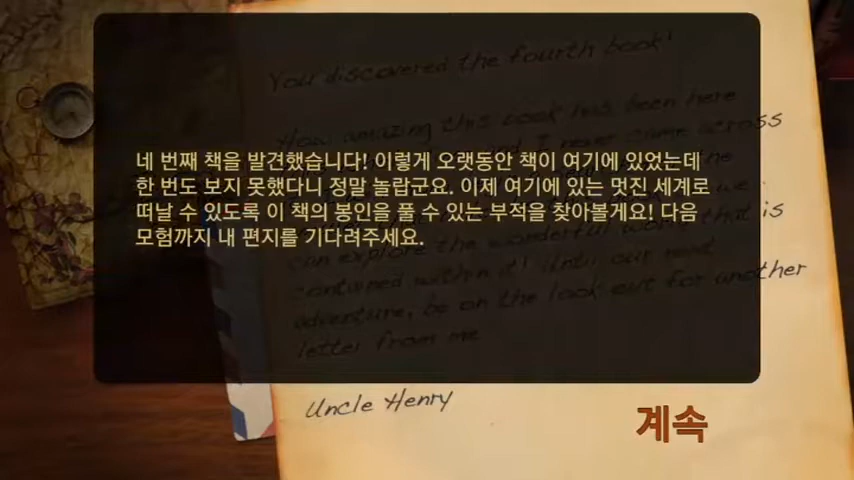 네 번째 책을 발견했습니다! 이렇게 오랫동안 책이 여기에 있었는데
한 번도 보지 못했다니 정말 놀랍군요. 이제 여기에 있는 멋진 세계로
떠날 수 있도록 이 책의 봉인을 풀 수 있는 부적을 찾아볼게요! 다음
모험까지 내 편지를 기다려주세요.
You discovered the fourth book!
How amazing this book has been here
came across
the
we
can explore the wonderful world that is
contained within it! Until our next
adventure, be on the look out for another
letter from me
Uncle Henry
계속